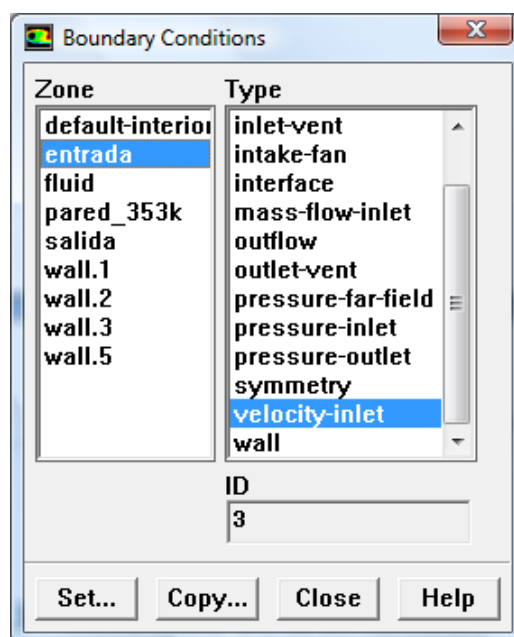 Boundary Conditions
Zone
default-interior
entrada
fluid
pared_353k
salida
wall.1
wall.2
wall.3
wall.5
Type
inlet-vent
intake-fan
interface
mass-flow-inlet
outflow
outlet-vent
pressure-far-field
pressure-inlet
pressure-outlet
symmetry
velocity-inlet
wall
ID
3
Set... Copy... Close Help